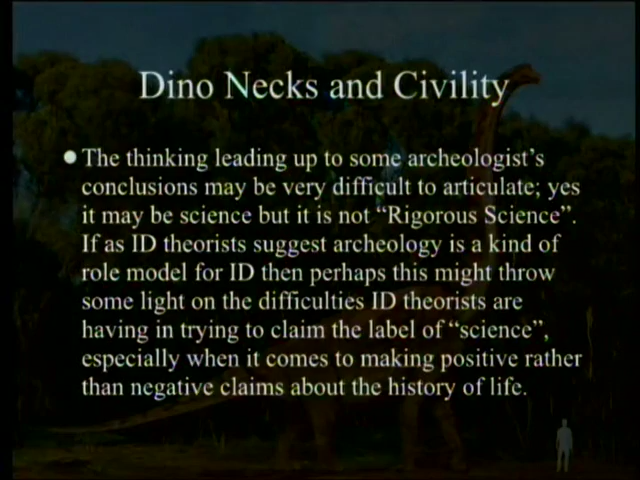 Dino Necks and Civility
● The thinking leading up to some archeologist's
conclusions may be very difficult to articulate; yes
it may be science but it is not “Rigorous Science”.
If as ID theorists suggest archeology is a kind of
role model for ID then perhaps this might throw
some light on the difficulties ID theorists are
having in trying to claim the label of “science”,
especially when it comes to making positive rather
than negative claims about the history of life.